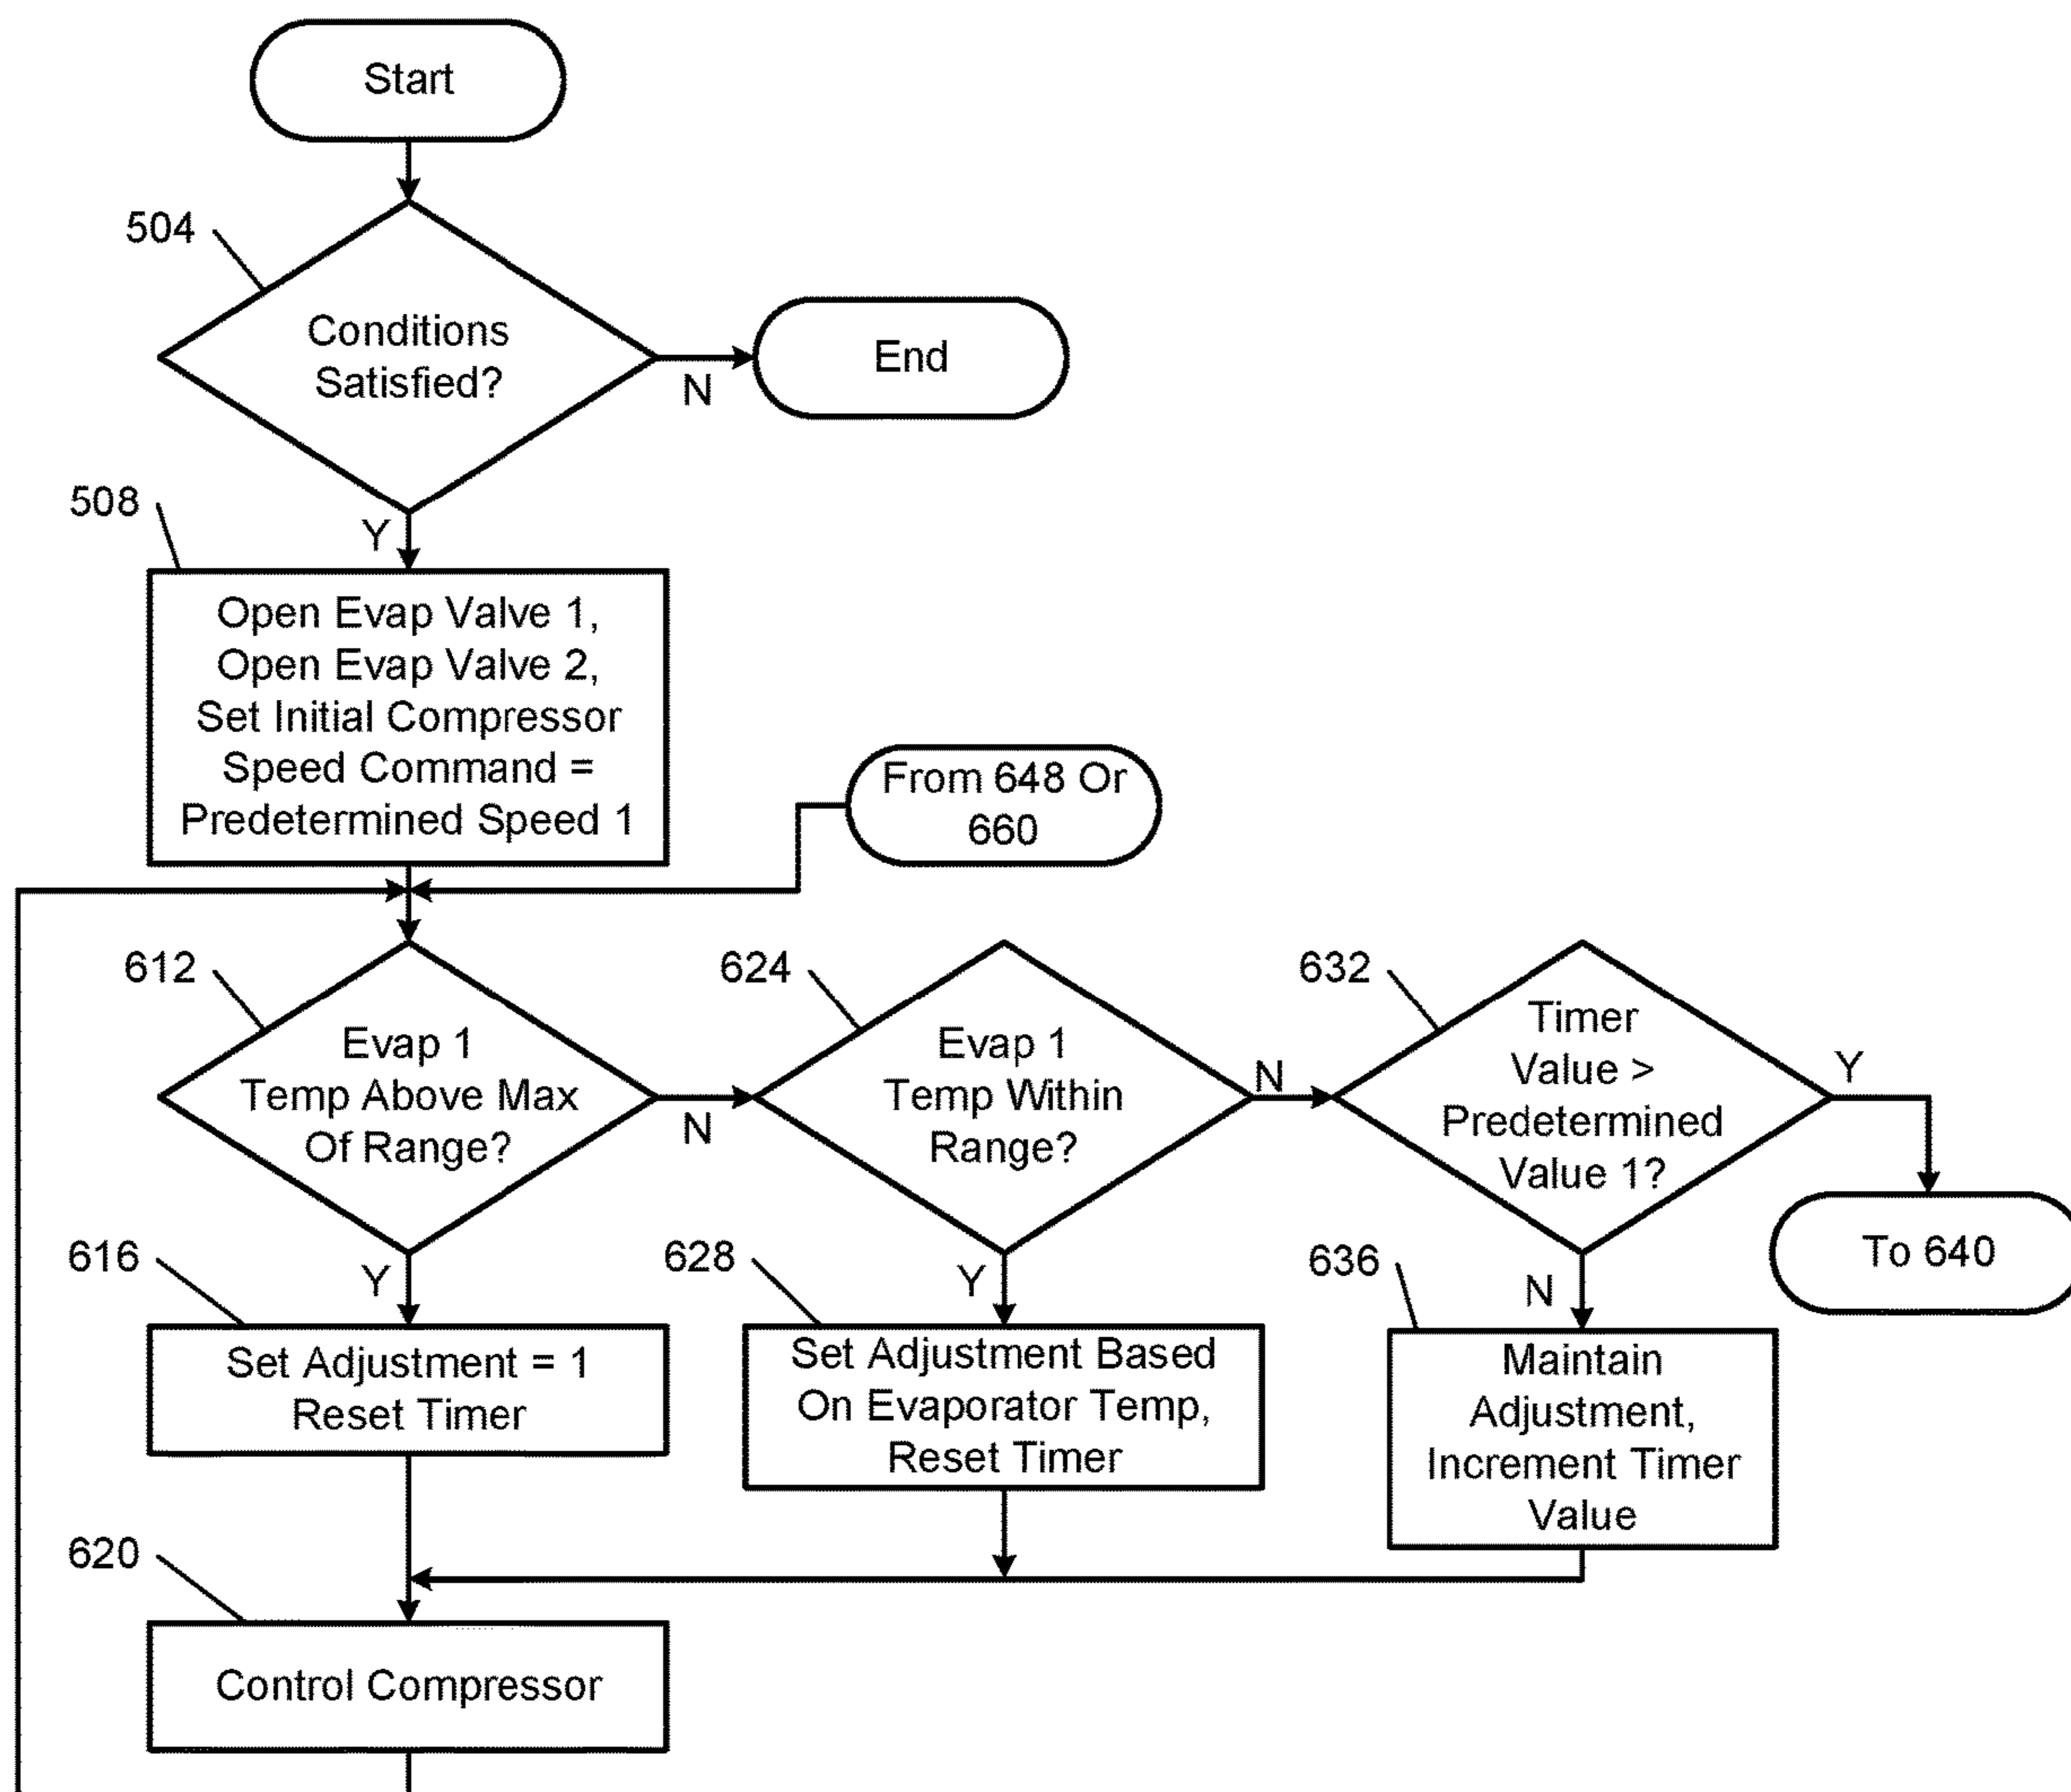 Start
504
Conditions
Satisfied?
N
End
Y
508
Open Evap Valve 1,
Open Evap Valve 2,
Set Initial Compressor
Speed Command =
Predetermined Speed 1
From 648 Or
660
612
Evap 1
Temp Above Max
Of Range?
N
Y
624
Evap 1
Temp Within
Range?
N
Y
632
Timer
Value >
Predetermined
Value 1?
Y
N
To 640
616
Set Adjustment = 1
Reset Timer
628
Set Adjustment Based
On Evaporator Temp,
Reset Timer
636
Maintain
Adjustment,
Increment Timer
Value
620
Control Compressor